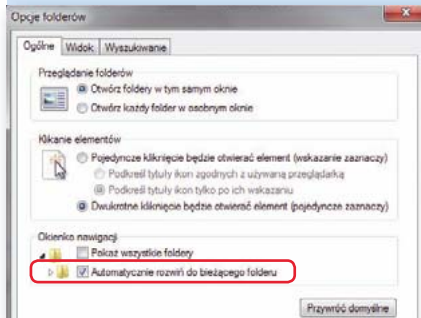 Opcje folderów
Ogólne Widok Wyszukiwanie
Przeglądanie folderów
Otwórz foldery w tym samym oknie
Otwórz każdy folder w osobnym oknie
Klikanie elementów
Pojedyncze kliknięcie będzie otwierać element (wskazanie zaznaczy)
Podkreśl tytuły ikon zgodnych z używaną przeglądarką
Podkreśl tytuły ikon tylko po ich wskazaniu
Dwukrotne kliknięcie będzie otwierać element (pojedyncze zaznaczy)
Okienko nawigacji
Pokaż wszystkie foldery
Automatycznie rozwiń do bieżącego folderu
Przywróć domyślne